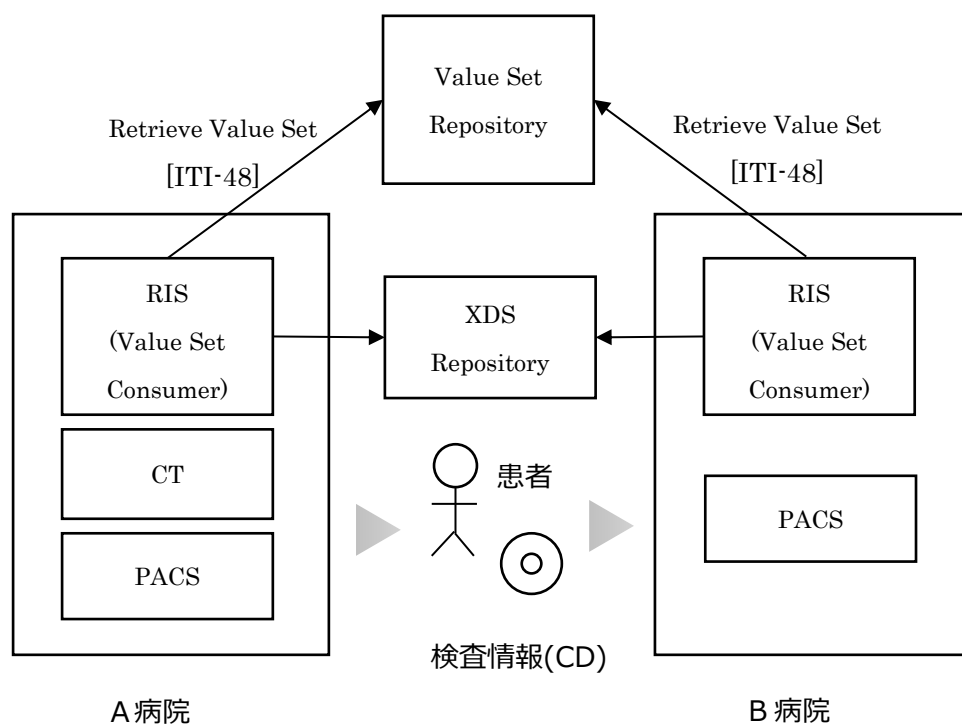 Value Set
Repository
Retrieve Value Set
[ITI-48]
Retrieve Value Set
[ITI-48]
RIS
(Value Set
Consumer)
XDS
Repository
RIS
(Value Set
Consumer)
CT
患者
PACS
PACS
検査情報(CD)
A病院
B病院